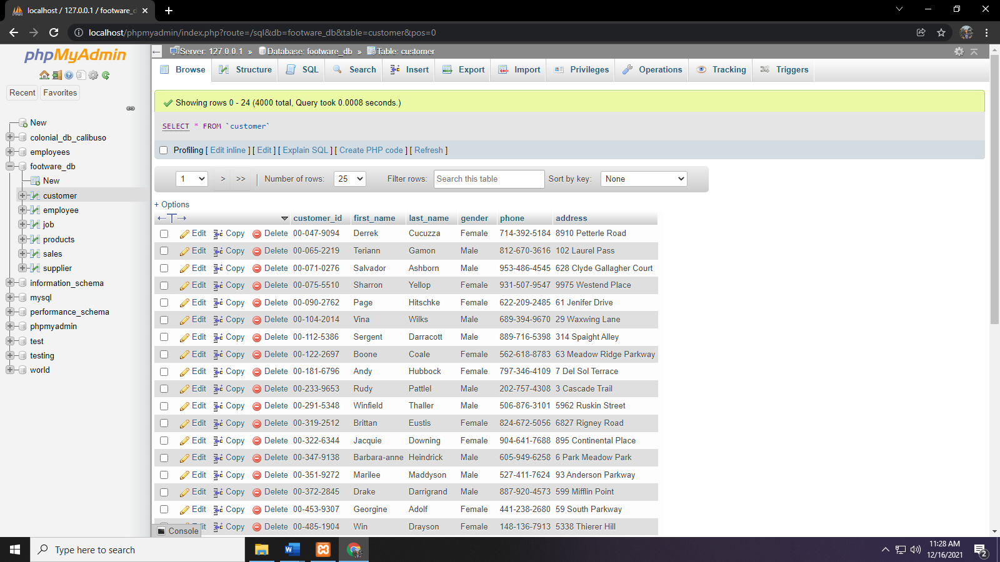 localhost / 127.0.0.1 / footware_d
localhost/phpmyadmin/index.php?route=/sql&db=footware_db&table=customer&pos=0
phpMyAdmin
Recent Favorites
New
colonial_db_calibuso
employees
footware_db
New
customer
employee
job
products
sales
supplier
information_schema
mysql
performance_schema
phpmyadmin
test
testing
world
Server: 127.0.0.1 » Database: footware_db » Table: customer
Browse Structure SQL Search Insert Export Import Privileges Operations Tracking Triggers
Showing rows 0 - 24 (4000 total, Query took 0.0008 seconds.)
SELECT * FROM `customer`
Profiling [ Edit inline ] [ Edit ] [ Explain SQL ] [ Create PHP code ] [ Refresh ]
1 > >> | Number of rows: 25 Filter rows: Search this table Sort by key: None
+ Options
←T→ customer_id first_name last_name gender phone address
Edit Copy Delete 00-047-9094 Derrek Cucuzza Female 714-392-5184 8910 Petterle Road
Edit Copy Delete 00-065-2219 Teriann Gamon Male 812-670-3616 102 Laurel Pass
Edit Copy Delete 00-071-0276 Salvador Ashborn Male 953-486-4545 628 Clyde Gallagher Court
Edit Copy Delete 00-075-5510 Sharron Yellop Female 931-507-9547 9975 Westend Place
Edit Copy Delete 00-090-2762 Page Hitschke Female 622-209-2485 61 Jenifer Drive
Edit Copy Delete 00-104-2014 Vina Wilks Male 689-394-9670 29 Waxwing Lane
Edit Copy Delete 00-112-5386 Sergent Darracott Male 889-716-5398 314 Spaight Alley
Edit Copy Delete 00-122-2697 Boone Coale Female 562-618-8783 63 Meadow Ridge Parkway
Edit Copy Delete 00-181-6796 Andy Hubbock Female 797-346-4109 7 Del Sol Terrace
Edit Copy Delete 00-233-9653 Rudy Pattlel Male 202-757-4308 3 Cascade Trail
Edit Copy Delete 00-291-5348 Winfield Thaller Male 506-876-3101 5962 Ruskin Street
Edit Copy Delete 00-319-2512 Brittan Eustis Female 824-672-5056 6827 Rigney Road
Edit Copy Delete 00-322-6344 Jacquie Downing Female 904-641-7688 895 Continental Place
Edit Copy Delete 00-347-9138 Barbara-anne Heindrick Male 605-949-6258 6 Park Meadow Park
Edit Copy Delete 00-351-9272 Marilee Maddyson Male 527-411-7624 93 Anderson Parkway
Edit Copy Delete 00-372-2845 Drake Darrigrand Male 887-920-4573 599 Mifflin Point
Edit Copy Delete 00-453-9307 Georgine Adolf Female 441-238-2680 59 South Parkway
Copy Delete 00-485-1904 Win Drayson Female 148-136-7913 5338 Thierer Hill
Console
Type here to search
11:28 AM
12/16/2021
2